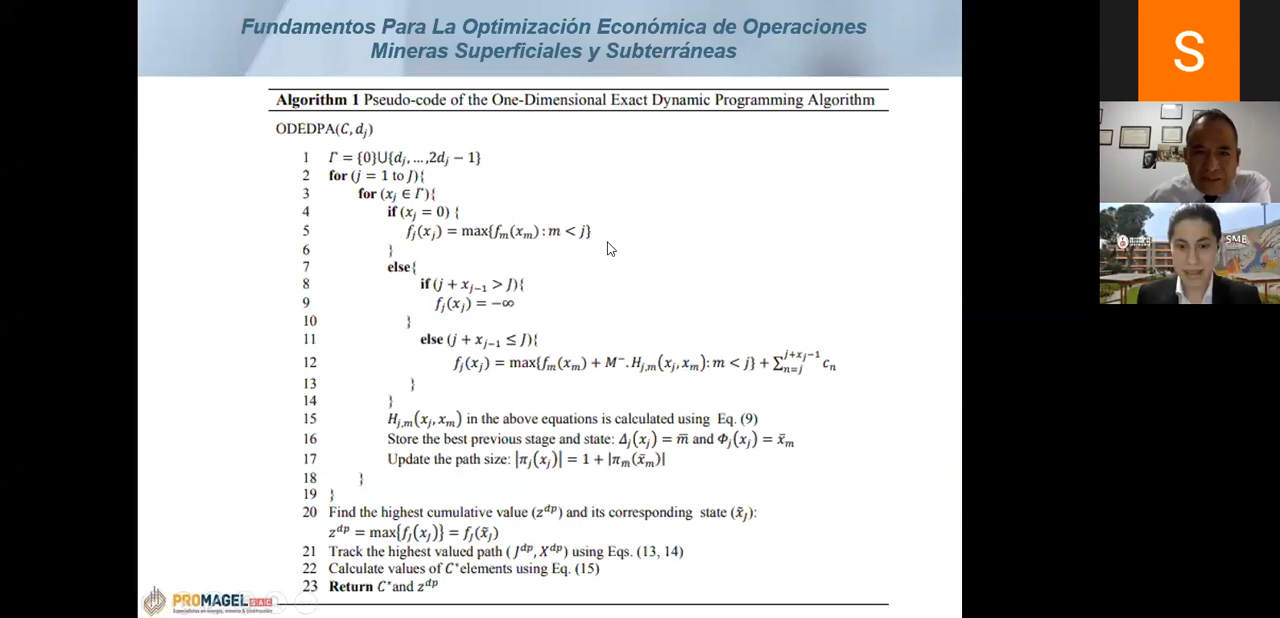 Fundamentos Para La Optimización Económica de Operaciones
Mineras Superficiales y Subterráneas
Algorithm 1 Pseudo-code of the One-Dimensional Exact Dynamic Programming Algorithm
ODEDPA(C, dⱼ)
1 Γ = {0}U{dⱼ, ... ,2dⱼ − 1}
2 for (j = 1 to J){
3 for (xⱼ ∈ Γ){
4 if (xⱼ = 0) {
5 fⱼ(xⱼ) = max{fₘ(xₘ): m < j}
6 }
7 else{
8 if (j + xⱼ₋₁ > J){
9 fⱼ(xⱼ) = −∞
10 }
11 else (j + xⱼ₋₁ ≤ J){
12 fⱼ(xⱼ) = max{fₘ(xₘ) + M⁻. Hⱼ,ₘ(xⱼ, xₘ): m < j} + ∑ₙ₌ⱼ^{j+xⱼ−1} cₙ
13 }
14 }
15 Hⱼ,ₘ(xⱼ, xₘ) in the above equations is calculated using Eq. (9)
16 Store the best previous stage and state: Δⱼ(xⱼ) = m̄ and Φⱼ(xⱼ) = x̄ₘ
17 Update the path size: |πⱼ(xⱼ)| = 1 + |πₘ(x̄ₘ)|
18 }
19 }
20 Find the highest cumulative value (z^{dp}) and its corresponding state (x̃ⱼ):
z^{dp} = max{fⱼ(xⱼ)} = fⱼ(x̃ⱼ)
21 Track the highest valued path ( J^{dp}, X^{dp}) using Eqs. (13, 14)
22 Calculate values of C* elements using Eq. (15)
23 Return C* and z^{dp}
PROMAGEL SAC
S
SME